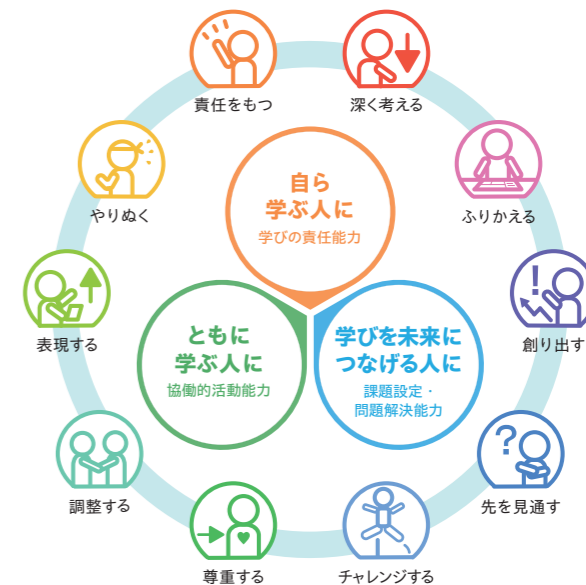 責任をもつ
深く考える
やりぬく
ふりかえる
自ら
学ぶ人に
学びの責任能力
表現する
創り出す
ともに
学ぶ人に
協働的活動能力
学びを未来に
つなげる人に
課題設定・
問題解決能力
調整する
先を見通す
尊重する
チャレンジする
!
?